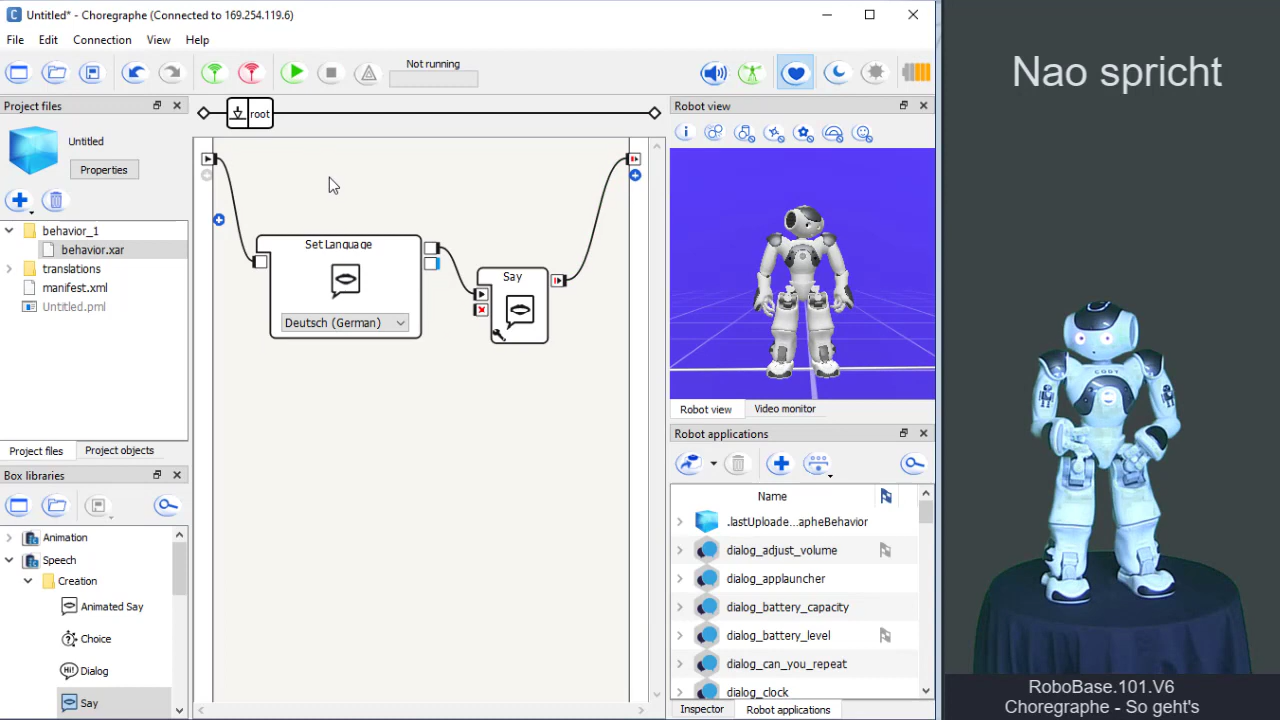 Untitled* - Choregraphe (Connected to 169.254.119.6)
File Edit Connection View Help
Not running
Nao spricht
Project files
root
Robot view
Untitled
Properties
behavior_1
behavior.xar
translations
manifest.xml
Untitled.pml
Set Language
Deutsch (German)
Say
Robot view Video monitor
Project files Project objects
Robot applications
Box libraries
Name
.lastUploade...apheBehavior
dialog_adjust_volume
dialog_applauncher
dialog_battery_capacity
dialog_battery_level
dialog_can_you_repeat
dialog_clock
Animation
Speech
Creation
Animated Say
Choice
Hi!
Dialog
Say
Inspector Robot applications
CODY
RoboBase.101.V6
Choregraphe - So geht's